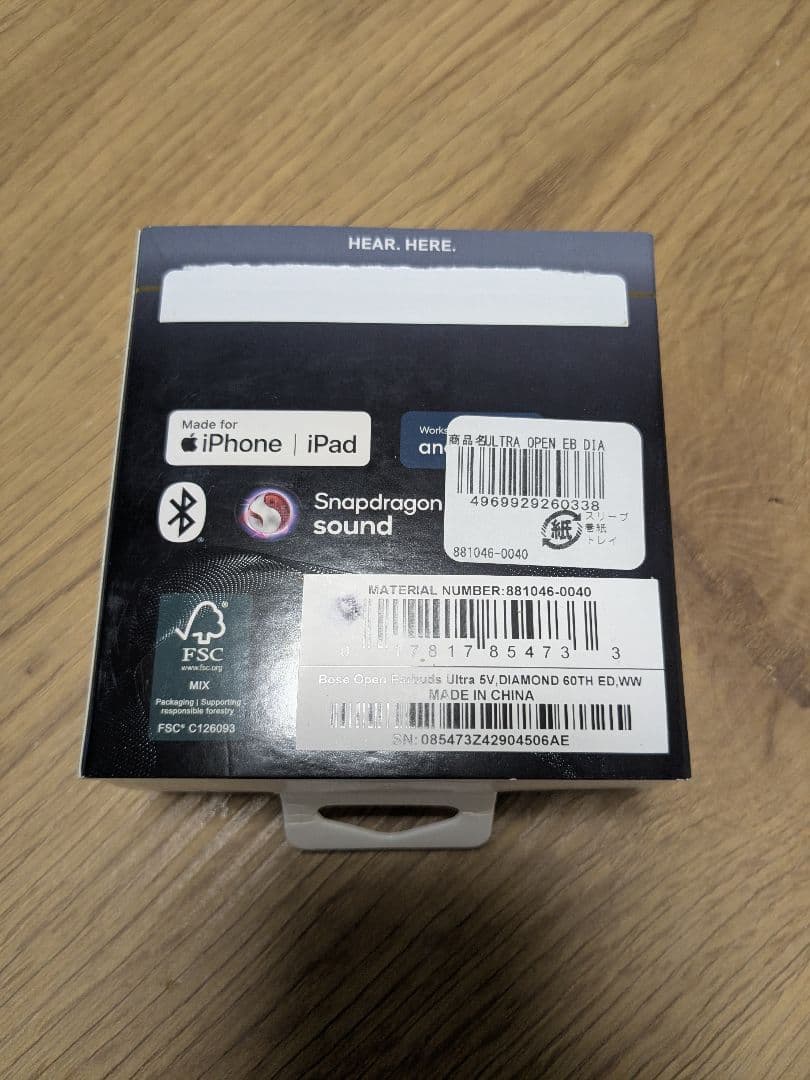 HEAR. HERE.
Made for
iPhone | iPad
Works
an
商品名ULTRA OPEN EB DIA
4969929260338
紙
スリーブ
巻紙
トレイ
881046-0040
Snapdragon
sound
FSC®
www.fsc.org
MIX
Packaging | Supporting
responsible forestry
FSC® C126093
MATERIAL NUMBER:881046-0040
0 17817 85473 3
Bose Open Earbuds Ultra 5V,DIAMOND 60TH ED,WW
MADE IN CHINA
SN: 085473Z42904506AE